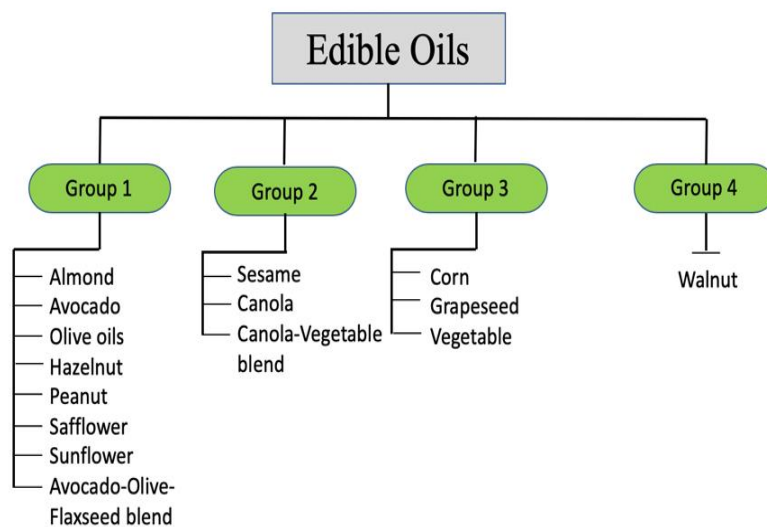 Edible Oils
Group 1
Almond
Avocado
Olive oils
Hazelnut
Peanut
Safflower
Sunflower
Avocado-Olive-
Flaxseed blend
Group 2
Sesame
Canola
Canola-Vegetable
blend
Group 3
Corn
Grapeseed
Vegetable
Group 4
Walnut